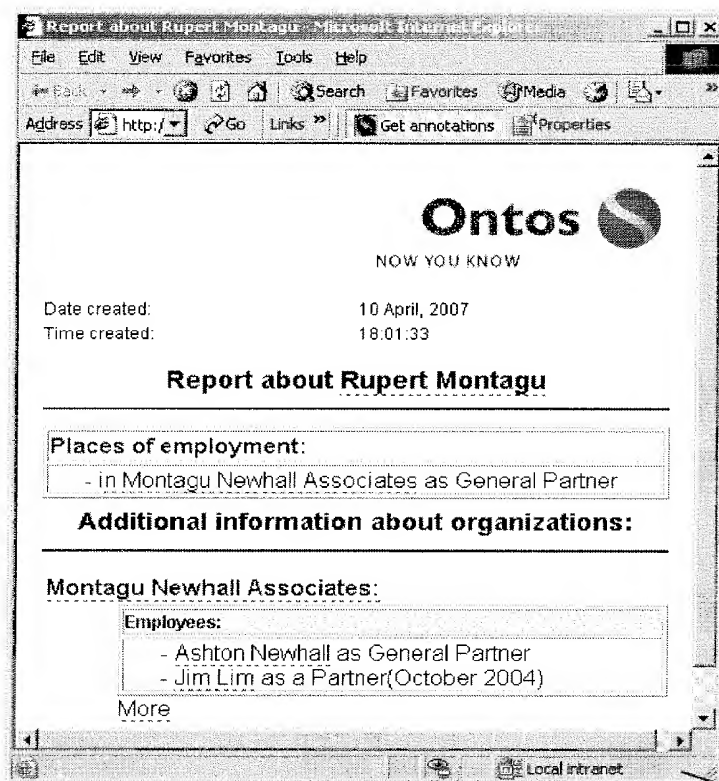 Report about Rupert Montagu - Microsoft Internet Explorer
File Edit View Favorites Tools Help
Back Search Favorites Media »
Address http:/ Go Links » Get annotations Properties
Ontos
NOW YOU KNOW
Date created: 10 April, 2007
Time created: 18:01:33
Report about Rupert Montagu
Places of employment:
- in Montagu Newhall Associates as General Partner
Additional information about organizations:
Montagu Newhall Associates:
Employees:
- Ashton Newhall as General Partner
- Jim Lim as a Partner(October 2004)
More
Local intranet